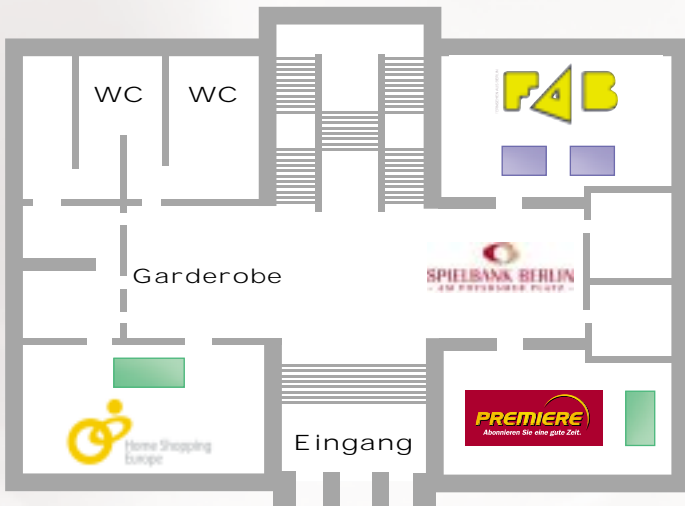 WC WC
FAB
Garderobe
SPIELBANK BERLIN
- AM POTSDAMER PLATZ -
PREMIERE
Abonnieren Sie eine gute Zeit.
Home Shopping
Europe
Eingang